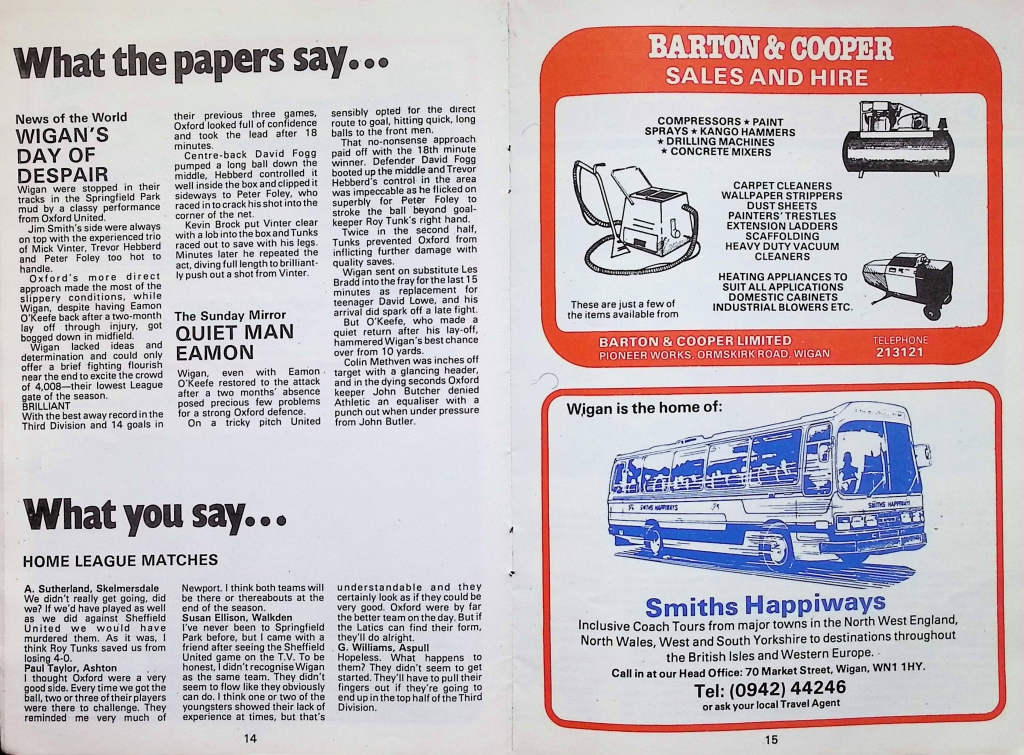 What the papers say...
News of the World
WIGAN'S
DAY OF
DESPAIR
Wigan were stopped in their
tracks in the Springfield Park
mud by a classy performance
from Oxford United.
Jim Smith's side were always
on top with the experienced trio
of Mick Vinter, Trevor Hebberd
and Peter Foley too hot to
handle.
Oxford's more direct
approach made the most of the
slippery conditions, while
Wigan, despite having Eamon
O'Keefe back after a two-month
lay off through injury, got
bogged down in midfield.
Wigan lacked ideas and
determination and could only
offer a brief fighting flourish
near the end to excite the crowd
of 4,008—their lowest League
gate of the season.
BRILLIANT
With the best away record in the
Third Division and 14 goals in
their previous three games,
Oxford looked full of confidence
and took the lead after 18
minutes.
Centre-back David Fogg
pumped a long ball down the
middle, Hebberd controlled it
well inside the box and clipped it
sideways to Peter Foley, who
raced in to crack his shot into the
corner of the net.
Kevin Brock put Vinter clear
with a lob into the box and Tunks
raced out to save with his legs.
Minutes later he repeated the
act, diving full length to brilliant-
ly push out a shot from Vinter.
The Sunday Mirror
QUIET MAN
EAMON
Wigan, even with Eamon
O'Keefe restored to the attack
after a two months' absence
posed precious few problems
for a strong Oxford defence.
On a tricky pitch United
sensibly opted for the direct
route to goal, hitting quick, long
balls to the front men.
That no-nonsense approach
paid off with the 18th minute
winner. Defender David Fogg
booted up the middle and Trevor
Hebberd's control in the area
was impeccable as he flicked on
superbly for Peter Foley to
stroke the ball beyond goal-
keeper Roy Tunk's right hand.
Twice in the second half,
Tunks prevented Oxford from
inflicting further damage with
quality saves.
Wigan sent on substitute Les
Bradd into the fray for the last 15
minutes as replacement for
teenager David Lowe, and his
arrival did spark off a late fight.
But O'Keefe, who made a
quiet return after his lay-off,
hammered Wigan's best chance
over from 10 yards.
Colin Methven was inches off
target with a glancing header,
and in the dying seconds Oxford
keeper John Butcher denied
Athletic an equaliser with a
punch out when under pressure
from John Butler.
What you say...
HOME LEAGUE MATCHES
A. Sutherland, Skelmersdale
We didn't really get going, did
we? If we'd have played as well
as we did against Sheffield
United we would have
murdered them. As it was, I
think Roy Tunks saved us from
losing 4-0.
Paul Taylor, Ashton
I thought Oxford were a very
good side. Every time we got the
ball, two or three of their players
were there to challenge. They
reminded me very much of
Newport. I think both teams will
be there or thereabouts at the
end of the season.
Susan Ellison, Walkden
I've never been to Springfield
Park before, but I came with a
friend after seeing the Sheffield
United game on the T.V. To be
honest, I didn't recognise Wigan
as the same team. They didn't
seem to flow like they obviously
can do. I think one or two of the
youngsters showed their lack of
experience at times, but that's
understandable and they
certainly look as if they could be
very good. Oxford were by far
the better team on the day. But if
the Latics can find their form,
they'll do alright.
G. Williams, Aspull
Hopeless. What happens to
them? They didn't seem to get
started. They'll have to pull their
fingers out if they're going to
end up in the top half of the Third
Division.
14
BARTON & COOPER
SALES AND HIRE
COMPRESSORS ★ PAINT
SPRAYS ★ KANGO HAMMERS
★ DRILLING MACHINES
★ CONCRETE MIXERS
CARPET CLEANERS
WALLPAPER STRIPPERS
DUST SHEETS
PAINTERS' TRESTLES
EXTENSION LADDERS
SCAFFOLDING
HEAVY DUTY VACUUM
CLEANERS
HEATING APPLIANCES TO
SUIT ALL APPLICATIONS
DOMESTIC CABINETS
INDUSTRIAL BLOWERS ETC.
These are just a few of
the items available from
BARTON & COOPER LIMITED
PIONEER WORKS, ORMSKIRK ROAD, WIGAN
TELEPHONE
213121
Wigan is the home of:
SMITHS HAPPIWAYS
SMITHS HAPPIWAYS
Smiths Happiways
Inclusive Coach Tours from major towns in the North West England,
North Wales, West and South Yorkshire to destinations throughout
the British Isles and Western Europe.
Call in at our Head Office: 70 Market Street, Wigan, WN1 1HY.
Tel: (0942) 44246
or ask your local Travel Agent
15